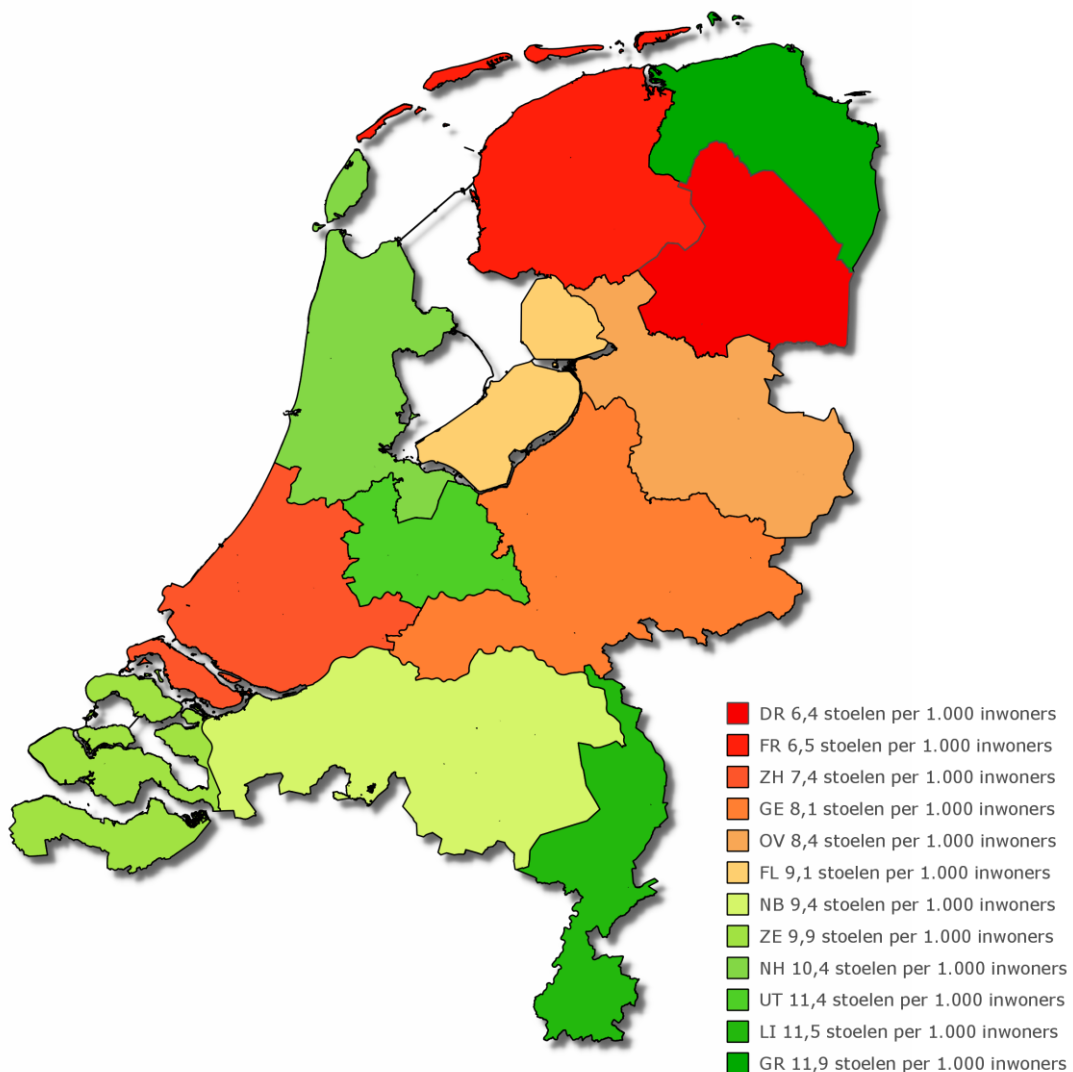 DR 6,4 stoelen per 1.000 inwoners
FR 6,5 stoelen per 1.000 inwoners
ZH 7,4 stoelen per 1.000 inwoners
GE 8,1 stoelen per 1.000 inwoners
OV 8,4 stoelen per 1.000 inwoners
FL 9,1 stoelen per 1.000 inwoners
NB 9,4 stoelen per 1.000 inwoners
ZE 9,9 stoelen per 1.000 inwoners
NH 10,4 stoelen per 1.000 inwoners
UT 11,4 stoelen per 1.000 inwoners
LI 11,5 stoelen per 1.000 inwoners
GR 11,9 stoelen per 1.000 inwoners